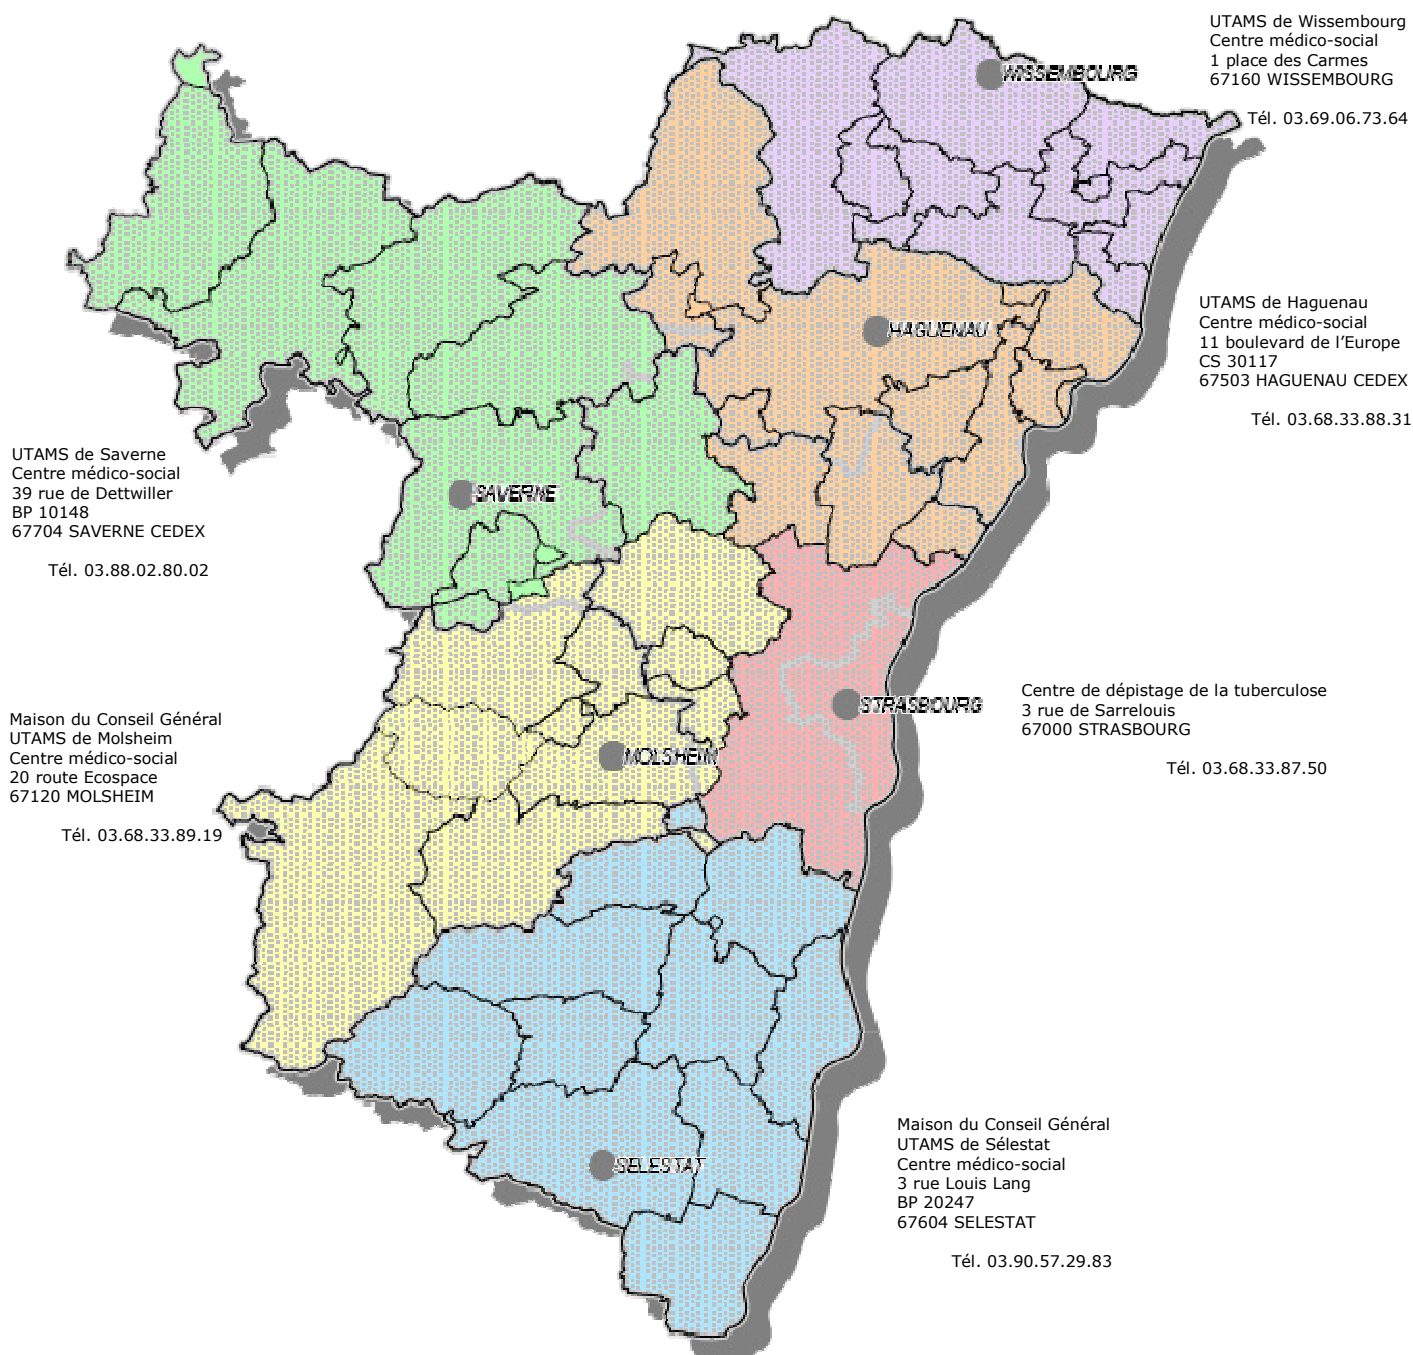 UTAMS de Wissembourg
Centre médico-social
1 place des Carmes
67160 WISSEMBOURG
Tél. 03.69.06.73.64
WISSEMBOURG
UTAMS de Haguenau
Centre médico-social
11 boulevard de l’Europe
CS 30117
67503 HAGUENAU CEDEX
Tél. 03.68.33.88.31
HAGUENAU
UTAMS de Saverne
Centre médico-social
39 rue de Dettwiller
BP 10148
67704 SAVERNE CEDEX
Tél. 03.88.02.80.02
SAVERNE
Centre de dépistage de la tuberculose
3 rue de Sarrelouis
67000 STRASBOURG
Tél. 03.68.33.87.50
STRASBOURG
Maison du Conseil Général
UTAMS de Molsheim
Centre médico-social
20 route Ecospace
67120 MOLSHEIM
Tél. 03.68.33.89.19
MOLSHEIM
Maison du Conseil Général
UTAMS de Sélestat
Centre médico-social
3 rue Louis Lang
BP 20247
67604 SELESTAT
Tél. 03.90.57.29.83
SELESTAT